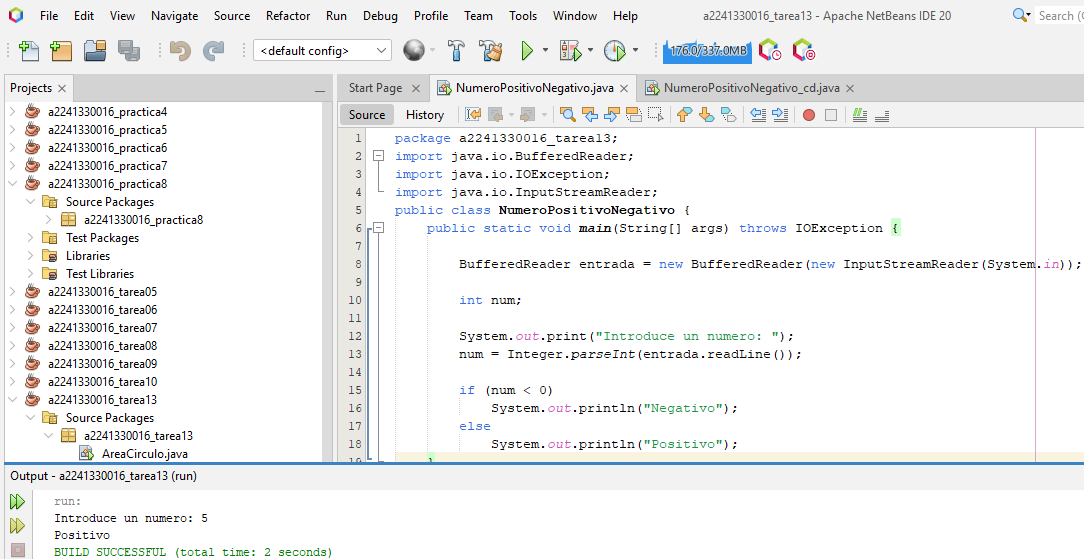 File Edit View Navigate Source Refactor Run Debug Profile Team Tools Window Help a2241330016_tarea13 - Apache NetBeans IDE 20 Search (
<default config> 176.0/337.0MB
Projects
a2241330016_practica4
a2241330016_practica5
a2241330016_practica6
a2241330016_practica7
a2241330016_practica8
Source Packages
a2241330016_practica8
Test Packages
Libraries
Test Libraries
a2241330016_tarea05
a2241330016_tarea06
a2241330016_tarea07
a2241330016_tarea08
a2241330016_tarea09
a2241330016_tarea10
a2241330016_tarea13
Source Packages
a2241330016_tarea13
AreaCirculo.java
Start Page NumeroPositivoNegativo.java NumeroPositivoNegativo_cd.java
Source History
1 package a2241330016_tarea13;
2 import java.io.BufferedReader;
3 import java.io.IOException;
4 import java.io.InputStreamReader;
5 public class NumeroPositivoNegativo {
6 public static void main(String[] args) throws IOException {
7
8 BufferedReader entrada = new BufferedReader(new InputStreamReader(System.in));
9
10 int num;
11
12 System.out.print("Introduce un numero: ");
13 num = Integer.parseInt(entrada.readLine());
14
15 if (num < 0)
16 System.out.println("Negativo");
17 else
18 System.out.println("Positivo");
19 }
Output - a2241330016_tarea13 (run)
run:
Introduce un numero: 5
Positivo
BUILD SUCCESSFUL (total time: 2 seconds)